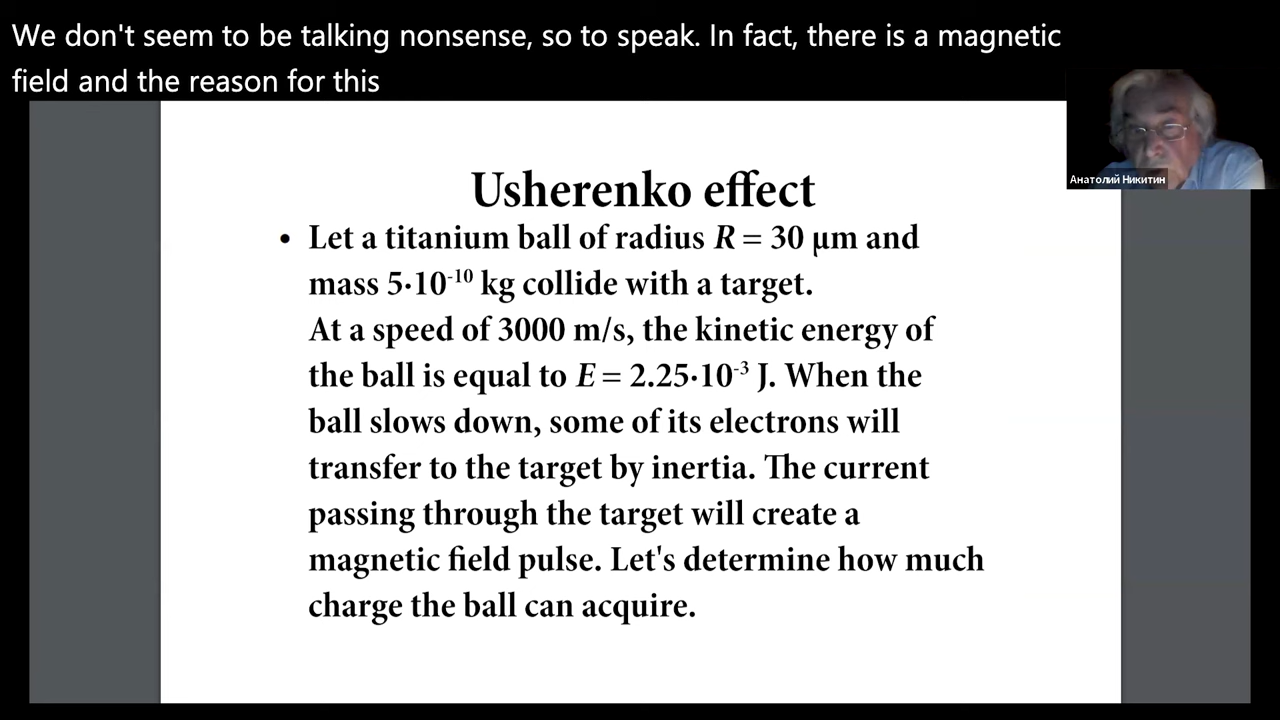 We don't seem to be talking nonsense, so to speak. In fact, there is a magnetic
field and the reason for this
Анатолий Никитин
Usherenko effect
• Let a titanium ball of radius R = 30 μm and
mass 5·10⁻¹⁰ kg collide with a target.
At a speed of 3000 m/s, the kinetic energy of
the ball is equal to E = 2.25·10⁻³ J. When the
ball slows down, some of its electrons will
transfer to the target by inertia. The current
passing through the target will create a
magnetic field pulse. Let's determine how much
charge the ball can acquire.